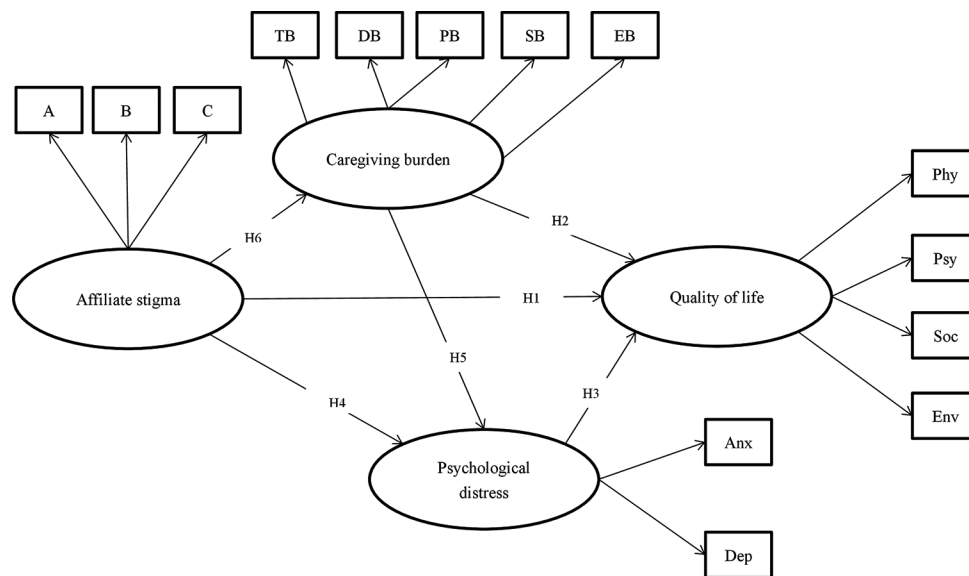 TB
DB
PB
SB
EB
A
B
C
Caregiving burden
Phy
H2
H6
Psy
Affiliate stigma
H1
Quality of life
Soc
H5
H3
H4
Env
Anx
Psychological
distress
Dep